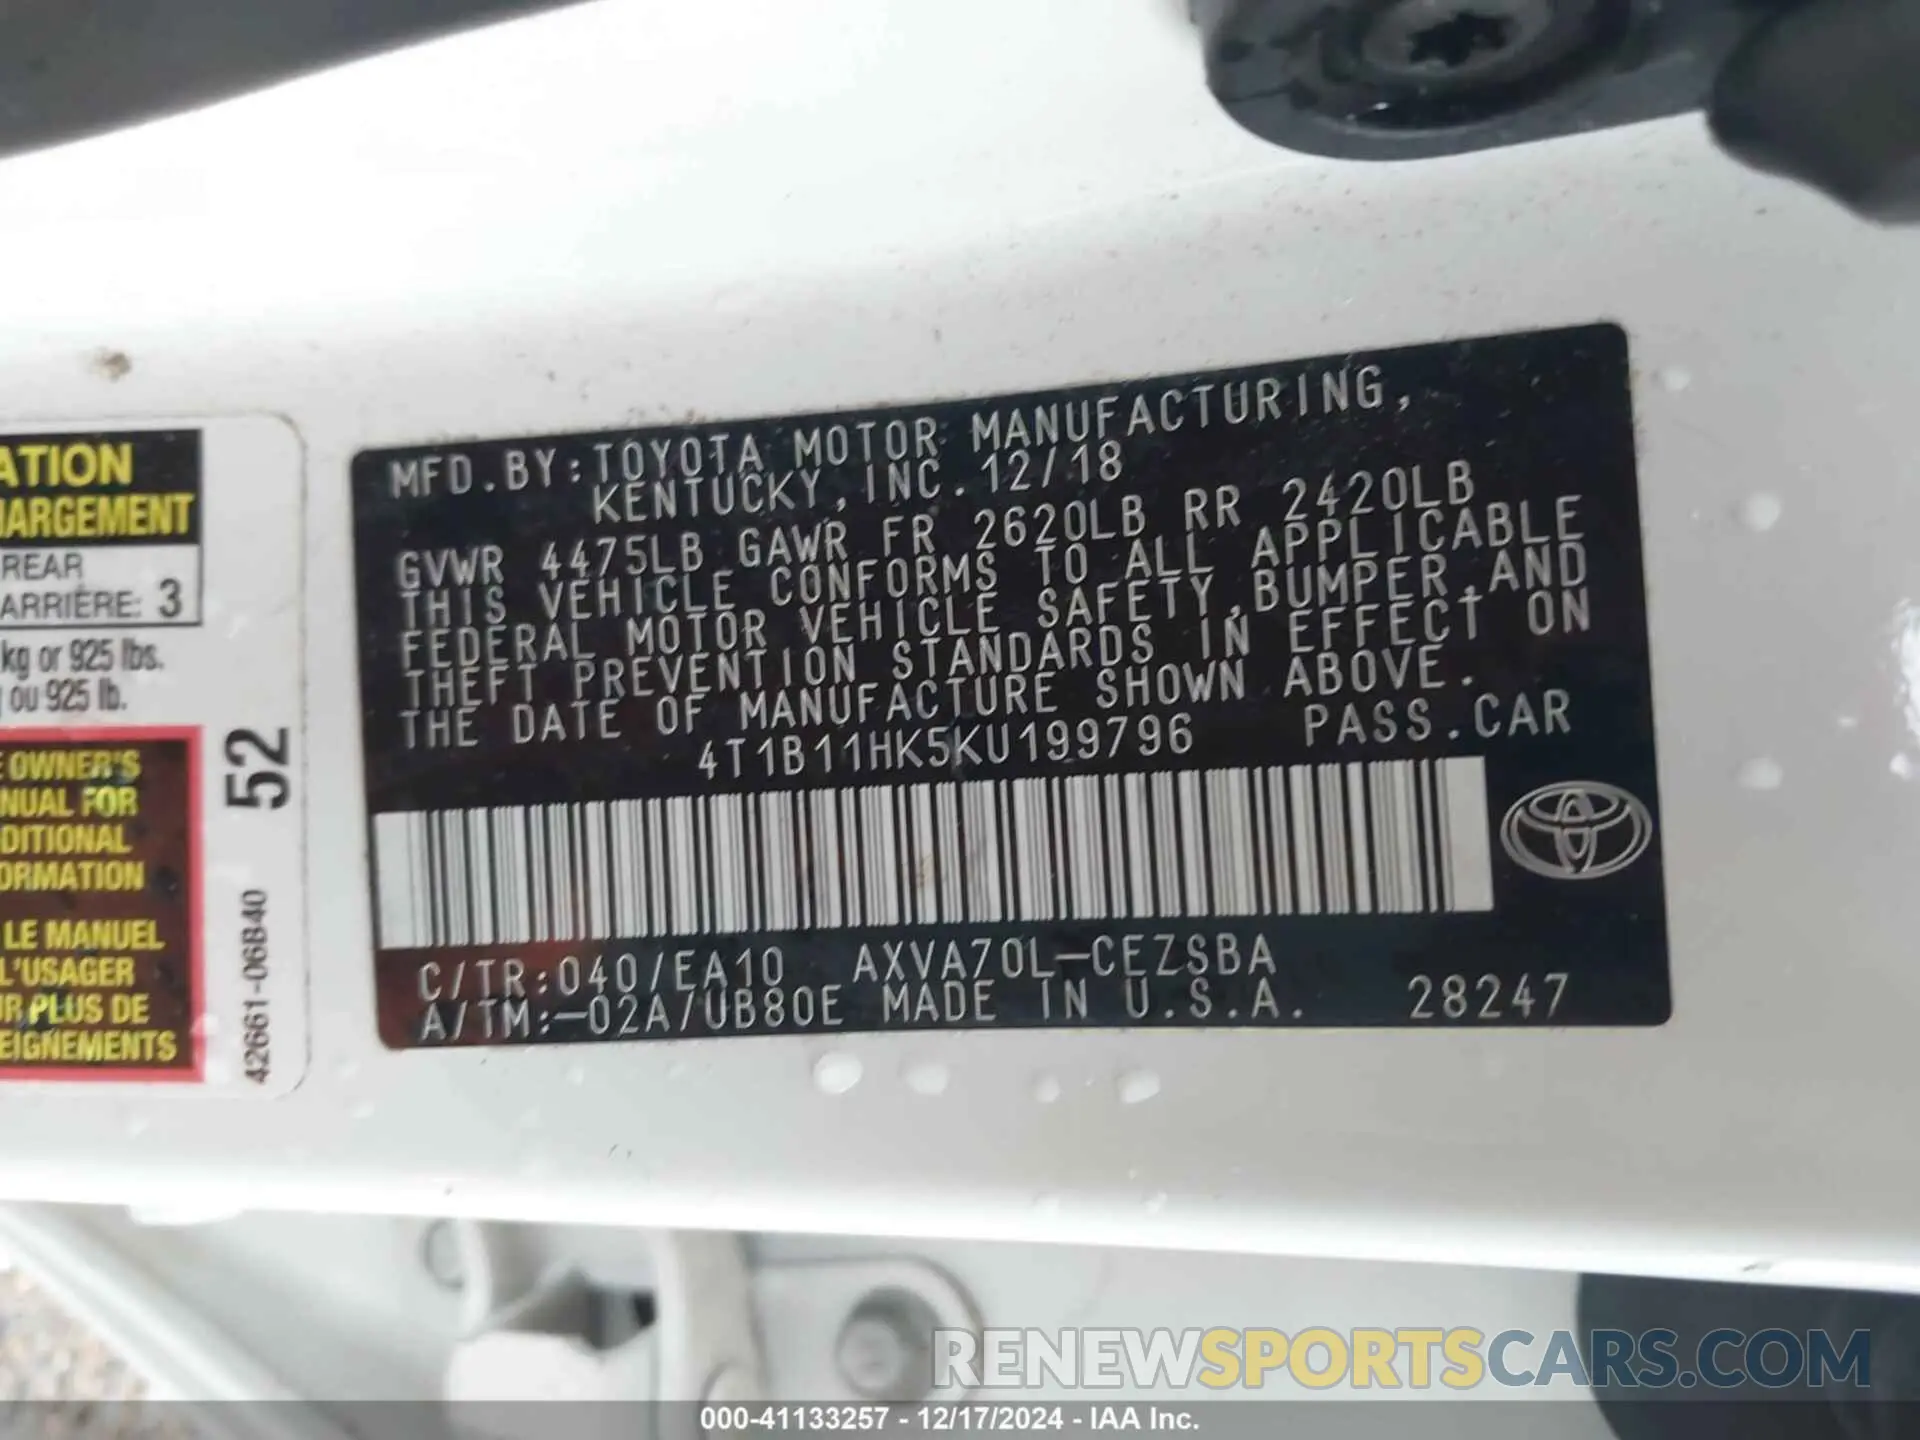 MFD.BY:TOYOTA MOTOR MANUFACTURING,
KENTUCKY,INC. 12/18
GVWR 4475LB GAWR FR 2620LB RR 2420LB
THIS VEHICLE CONFORMS TO ALL APPLICABLE
FEDERAL MOTOR VEHICLE SAFETY,BUMPER,AND
THEFT PREVENTION STANDARDS IN EFFECT ON
THE DATE OF MANUFACTURE SHOWN ABOVE.
4T1B11HK5KU199796 PASS.CAR
C/TR:040/EA10 AXVA70L-CEZSBA
A/TM:-02A/UB80E MADE IN U.S.A. 28247
ATION
HARGEMENT
REAR
ARRIÈRE: 3
kg or 925 lbs.
ou 925 lb.
OWNER'S
NUAL FOR
DITIONAL
ORMATION
LE MANUEL
L'USAGER
UR PLUS DE
EIGNEMENTS
52
42661-06B40
RENEWSPORTSCARS.COM
000-41133257 - 12/17/2024 - IAA Inc.